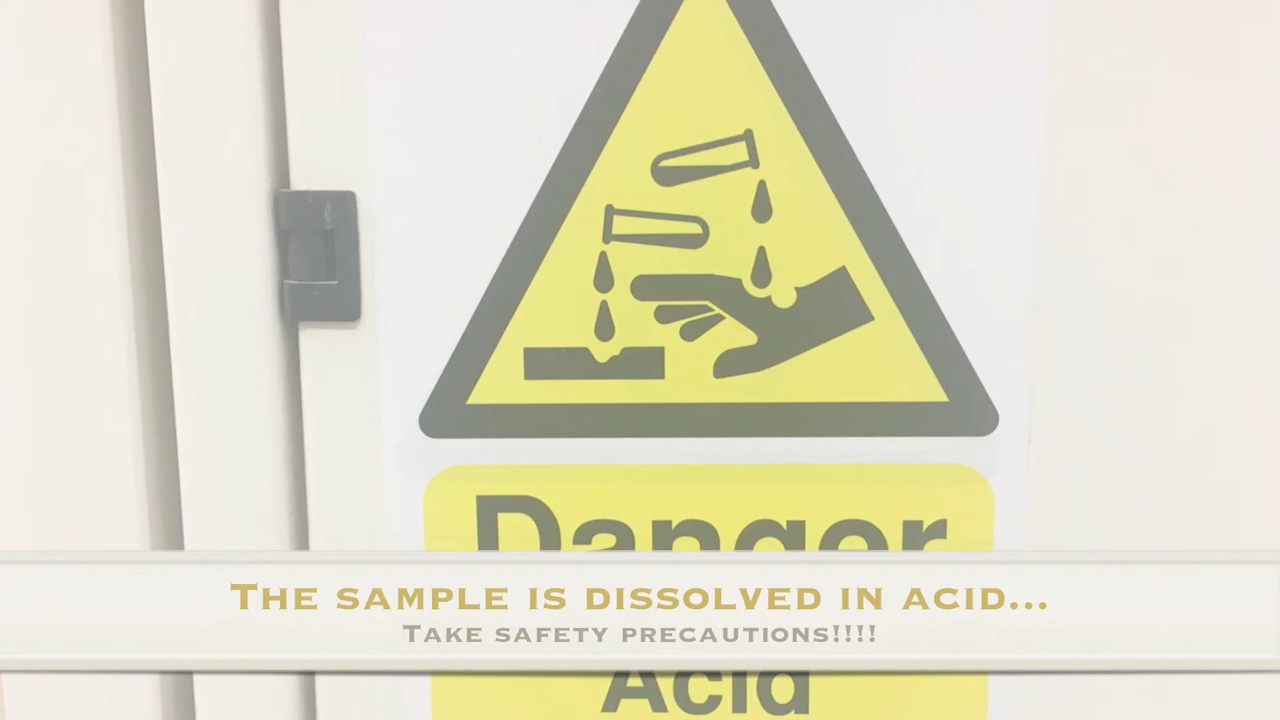 Danger
THE SAMPLE IS DISSOLVED IN ACID...
TAKE SAFETY PRECAUTIONS!!!!
Acid